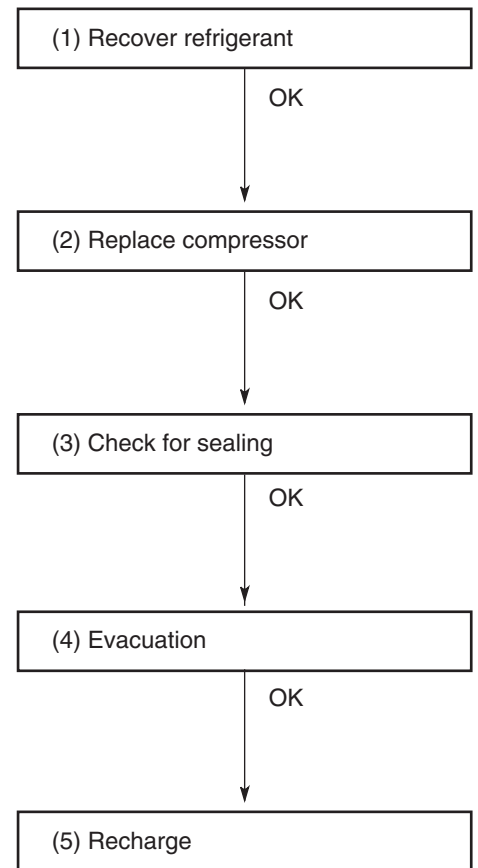 (1) Recover refrigerant
OK
(2) Replace compressor
OK
(3) Check for sealing
OK
(4) Evacuation
OK
(5) Recharge